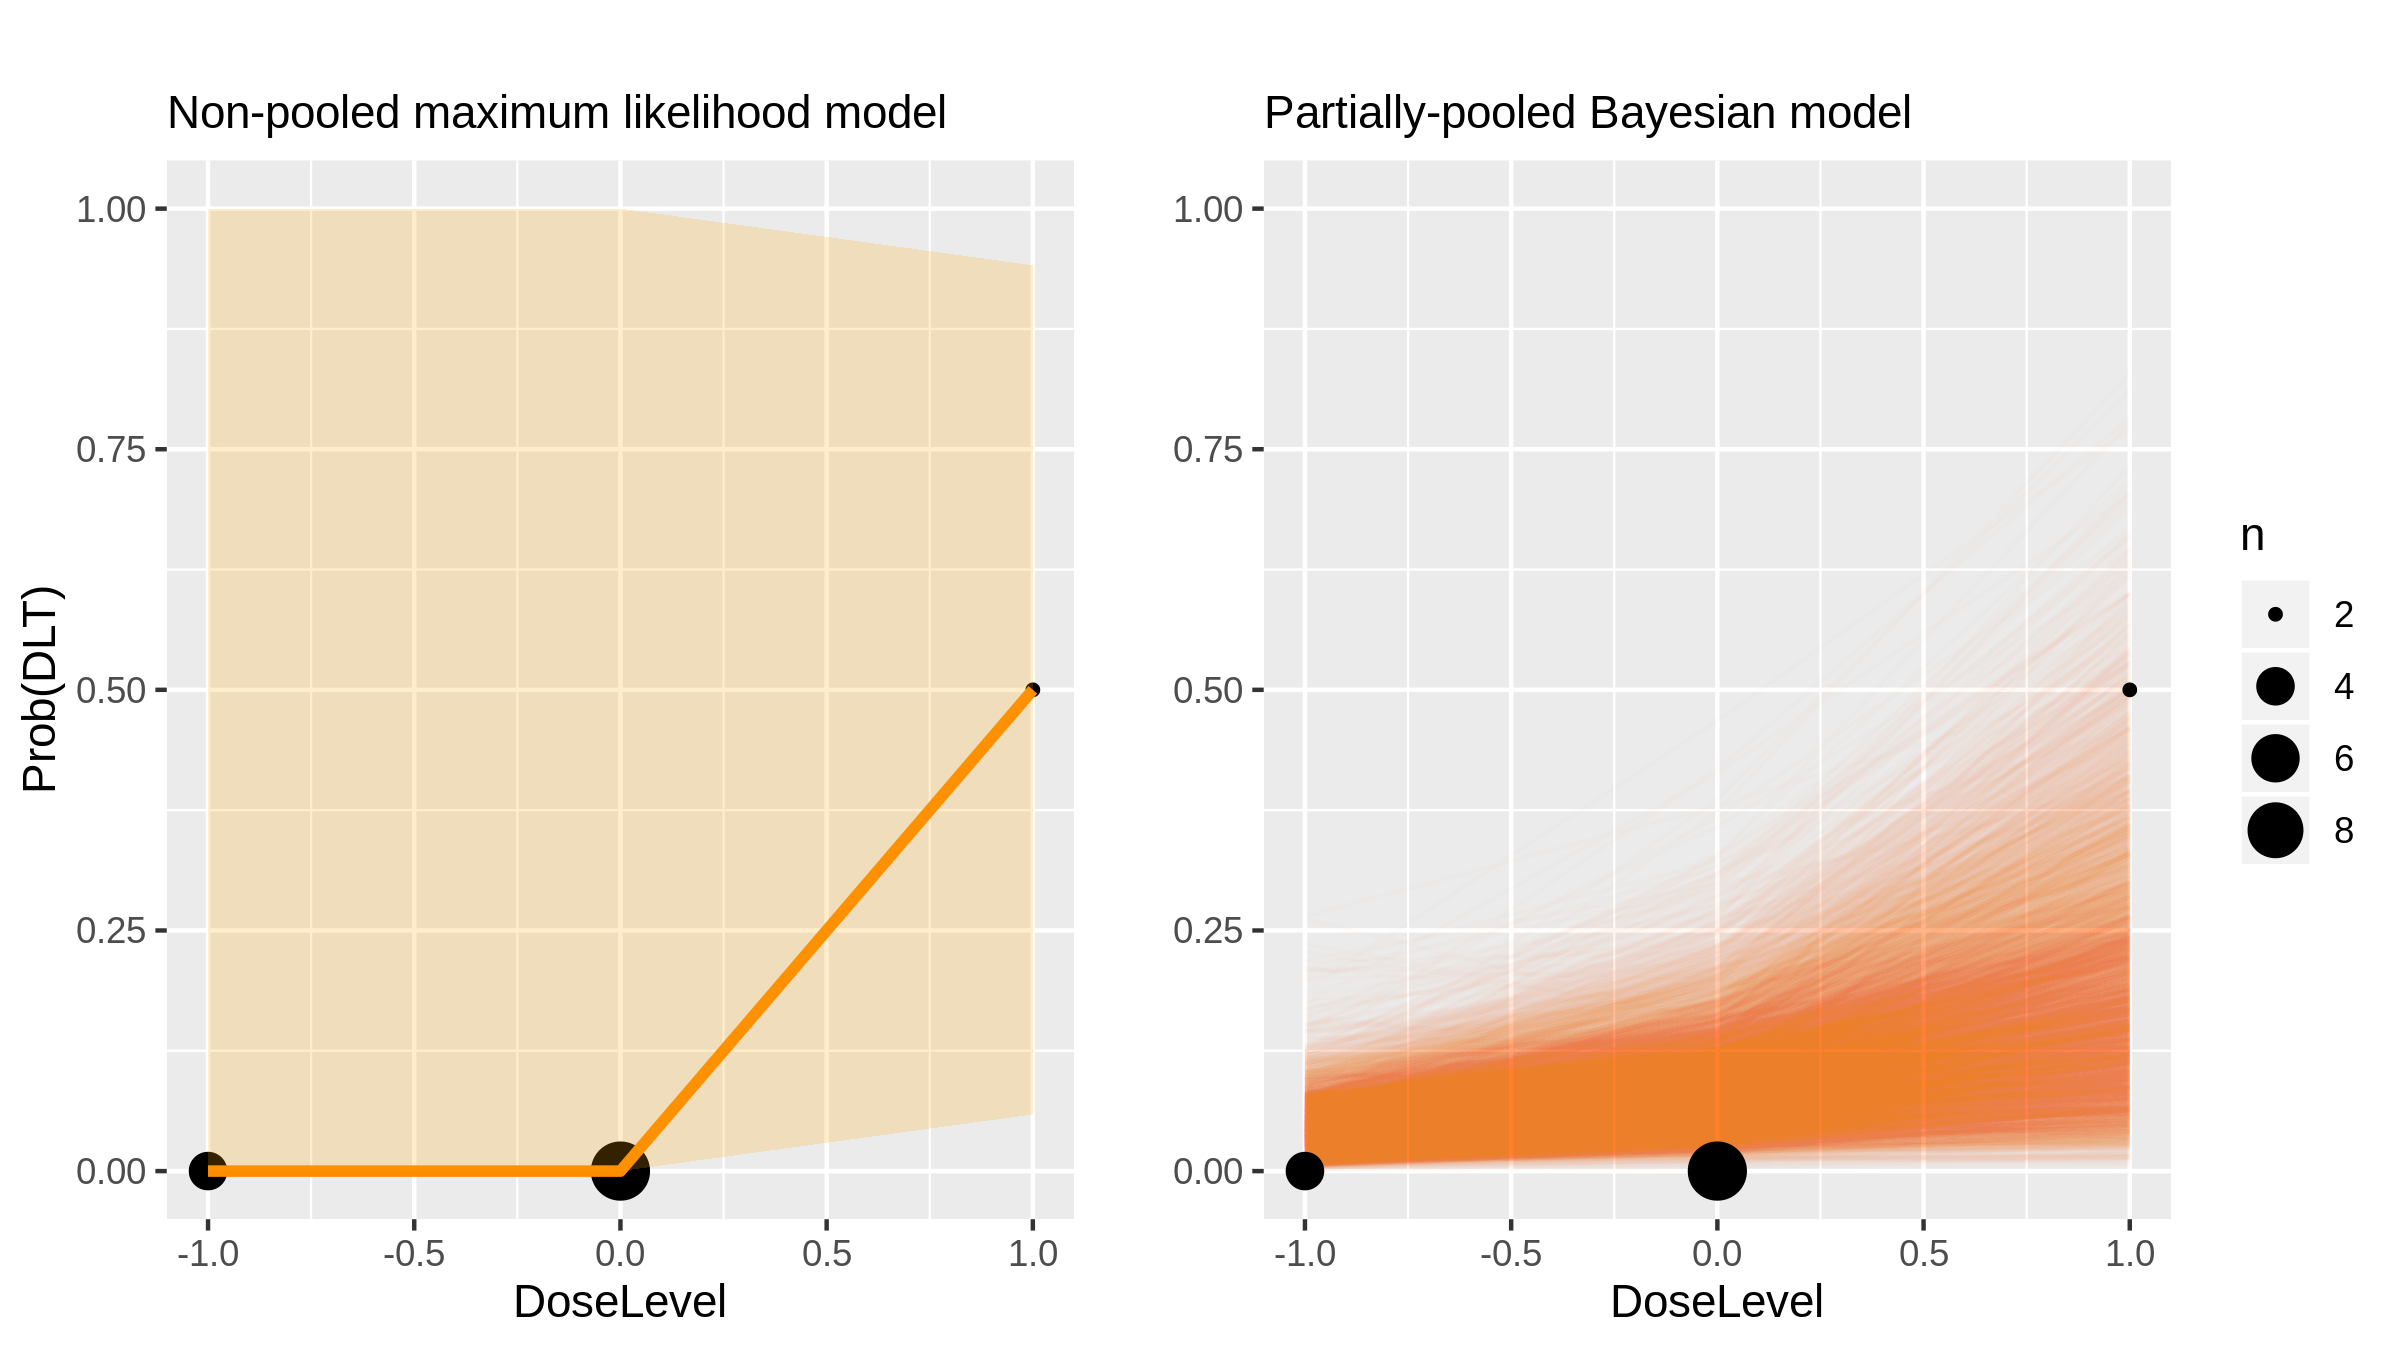 Non-pooled maximum likelihood model
Prob(DLT)
1.00
0.75
0.50
0.25
0.00
-1.0 -0.5 0.0 0.5 1.0
DoseLevel
Partially-pooled Bayesian model
1.00
0.75
0.50
0.25
0.00
-1.0 -0.5 0.0 0.5 1.0
DoseLevel
n
2
4
6
8